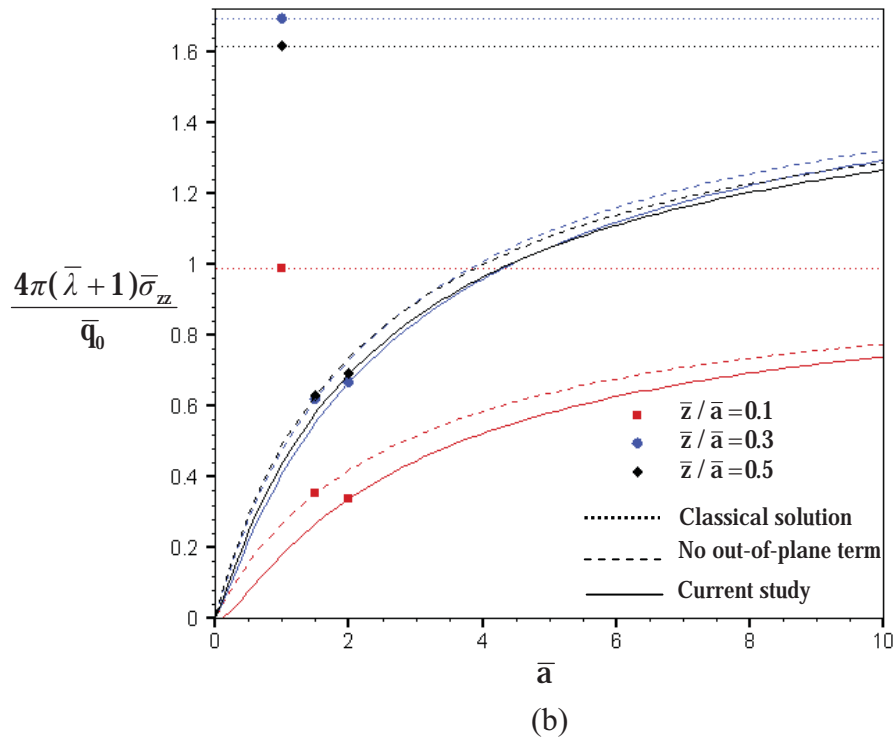 1.6
1.4
1.2
1
0.8
0.6
0.4
0.2
0
4π(λ̄ + 1)σ̄zz
q̄0
z̄ / ā = 0.1
z̄ / ā = 0.3
z̄ / ā = 0.5
Classical solution
No out-of-plane term
Current study
0 2 4 6 8 10
ā
(b)